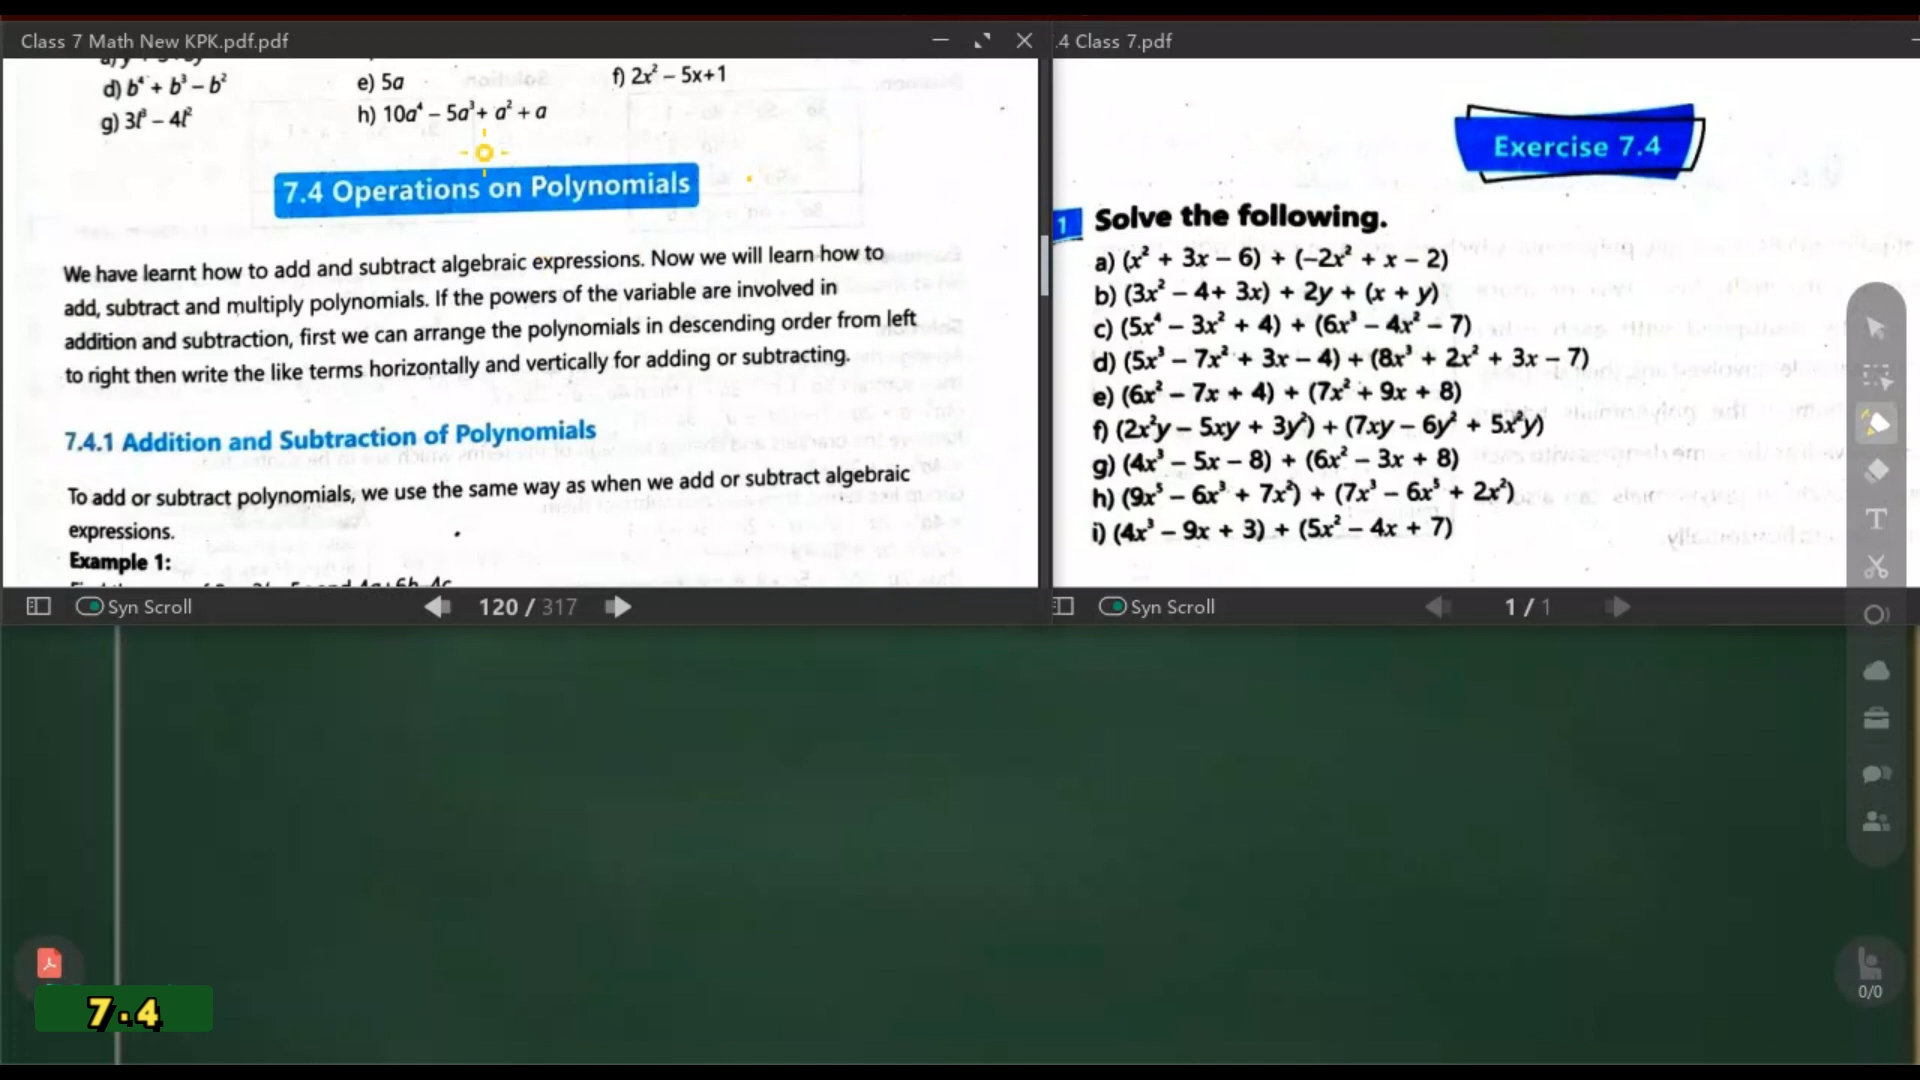 Class 7 Math New KPK.pdf.pdf
d) b⁴ + b³ – b²
e) 5a
f) 2x² – 5x+1
g) 3l³ – 4l²
h) 10a⁴ – 5a³+ a² + a
7.4 Operations on Polynomials
We have learnt how to add and subtract algebraic expressions. Now we will learn how to
add, subtract and multiply polynomials. If the powers of the variable are involved in
addition and subtraction, first we can arrange the polynomials in descending order from left
to right then write the like terms horizontally and vertically for adding or subtracting.
7.4.1 Addition and Subtraction of Polynomials
To add or subtract polynomials, we use the same way as when we add or subtract algebraic
expressions.
Example 1:
Syn Scroll
120 / 317
.4 Class 7.pdf
Exercise 7.4
1 Solve the following.
a) (x² + 3x – 6) + (–2x² + x – 2)
b) (3x² – 4+ 3x) + 2y + (x + y)
c) (5x⁴ – 3x² + 4) + (6x³ – 4x² – 7)
d) (5x³ – 7x² + 3x – 4) + (8x³ + 2x² + 3x – 7)
e) (6x² – 7x + 4) + (7x² + 9x + 8)
f) (2x²y – 5xy + 3y²) + (7xy – 6y² + 5x²y)
g) (4x³ – 5x – 8) + (6x² – 3x + 8)
h) (9x⁵ – 6x³ + 7x²) + (7x³ – 6x⁵ + 2x²)
i) (4x³ – 9x + 3) + (5x² – 4x + 7)
Syn Scroll
1 / 1
T
0/0
7.4